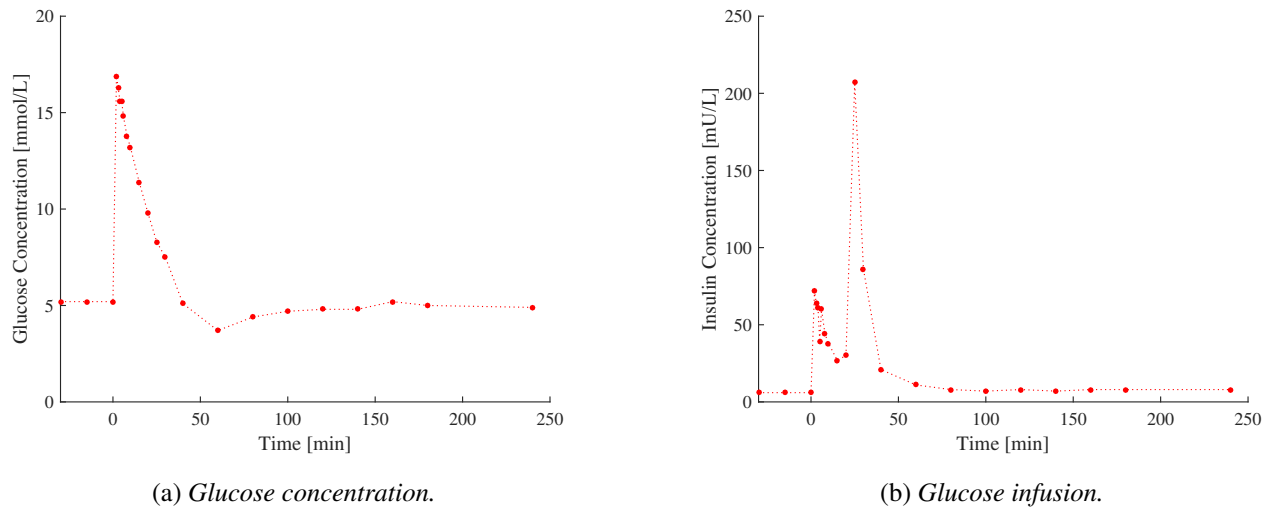 20
15
10
5
0
Glucose Concentration [mmol/L]
0 50 100 150 200 250
Time [min]
(a) Glucose concentration.
250
200
150
100
50
0
Insulin Concentration [mU/L]
0 50 100 150 200 250
Time [min]
(b) Glucose infusion.